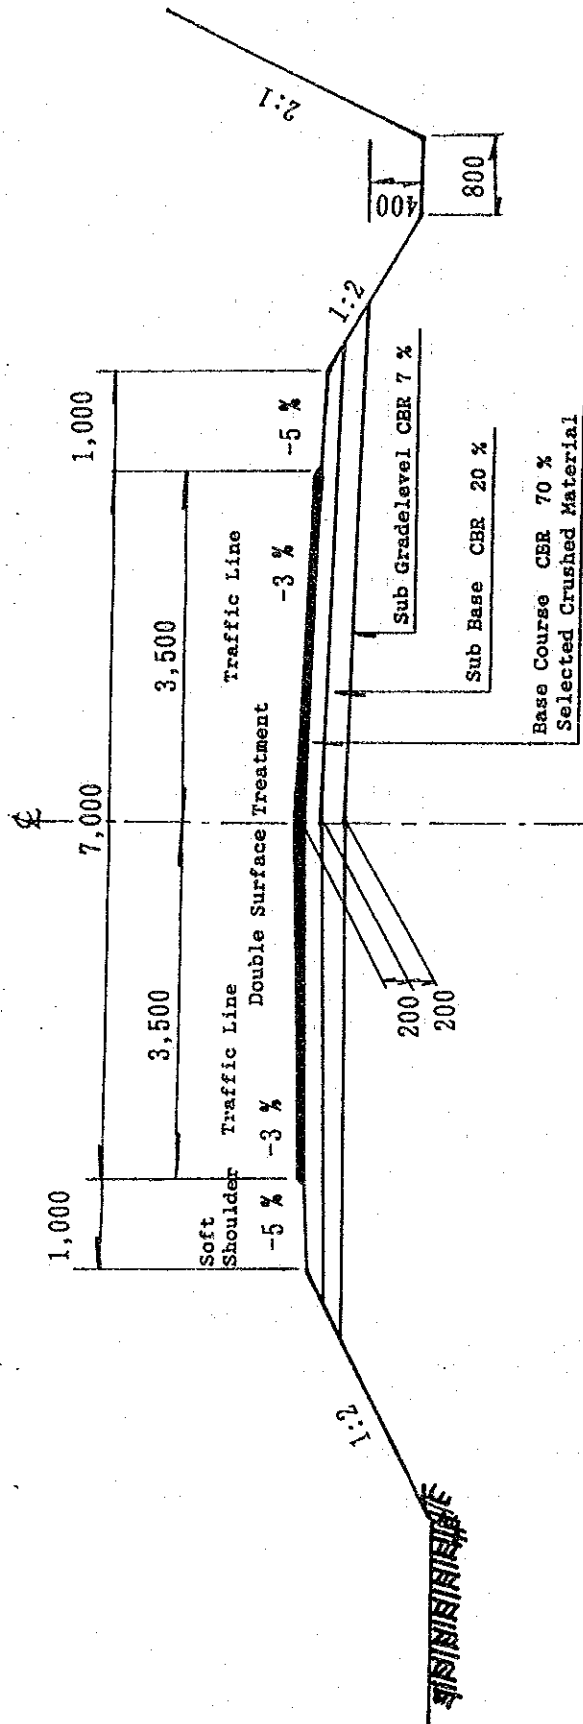 ℄
1,000
7,000
1,000
3,500
3,500
Soft
Shoulder
Traffic Line
Double Surface Treatment
Traffic Line
-5 %
-3 %
-3 %
-5 %
1:2
1:2
2:1
400
800
200
200
Sub Gradelevel CBR 7 %
Sub Base CBR 20 %
Base Course CBR 70 %
Selected Crushed Material